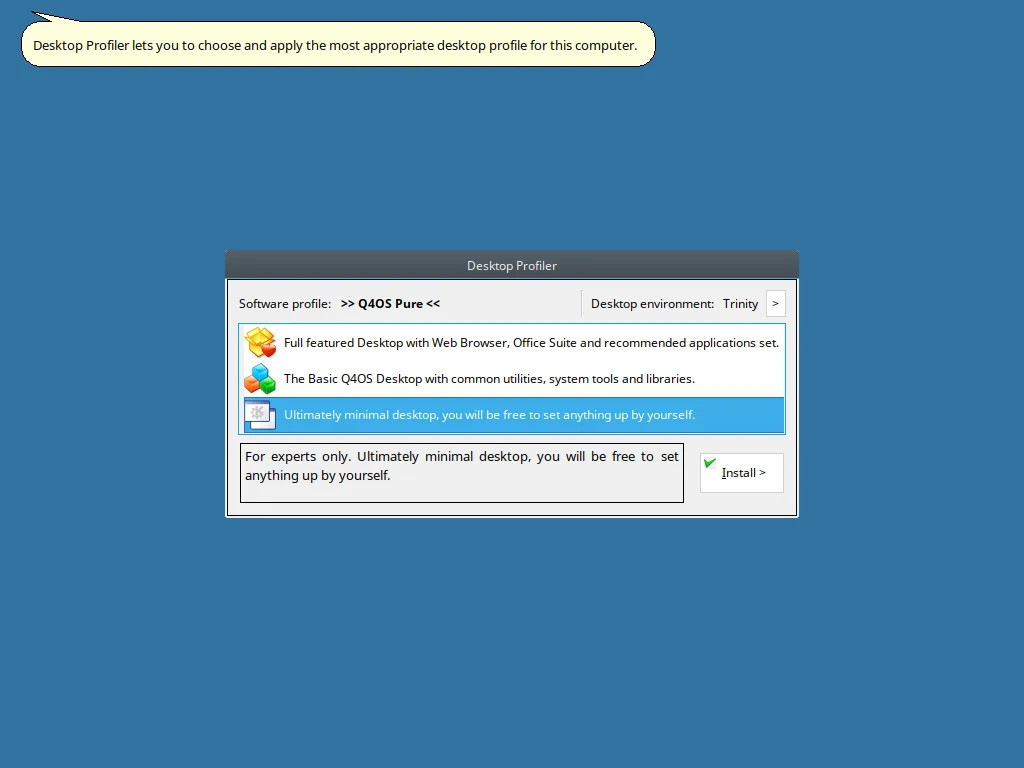 Desktop Profiler lets you to choose and apply the most appropriate desktop profile for this computer.
Desktop Profiler
Software profile: >> Q4OS Pure << Desktop environment: Trinity >
Full featured Desktop with Web Browser, Office Suite and recommended applications set.
The Basic Q4OS Desktop with common utilities, system tools and libraries.
Ultimately minimal desktop, you will be free to set anything up by yourself.
For experts only. Ultimately minimal desktop, you will be free to set
anything up by yourself.
Install >